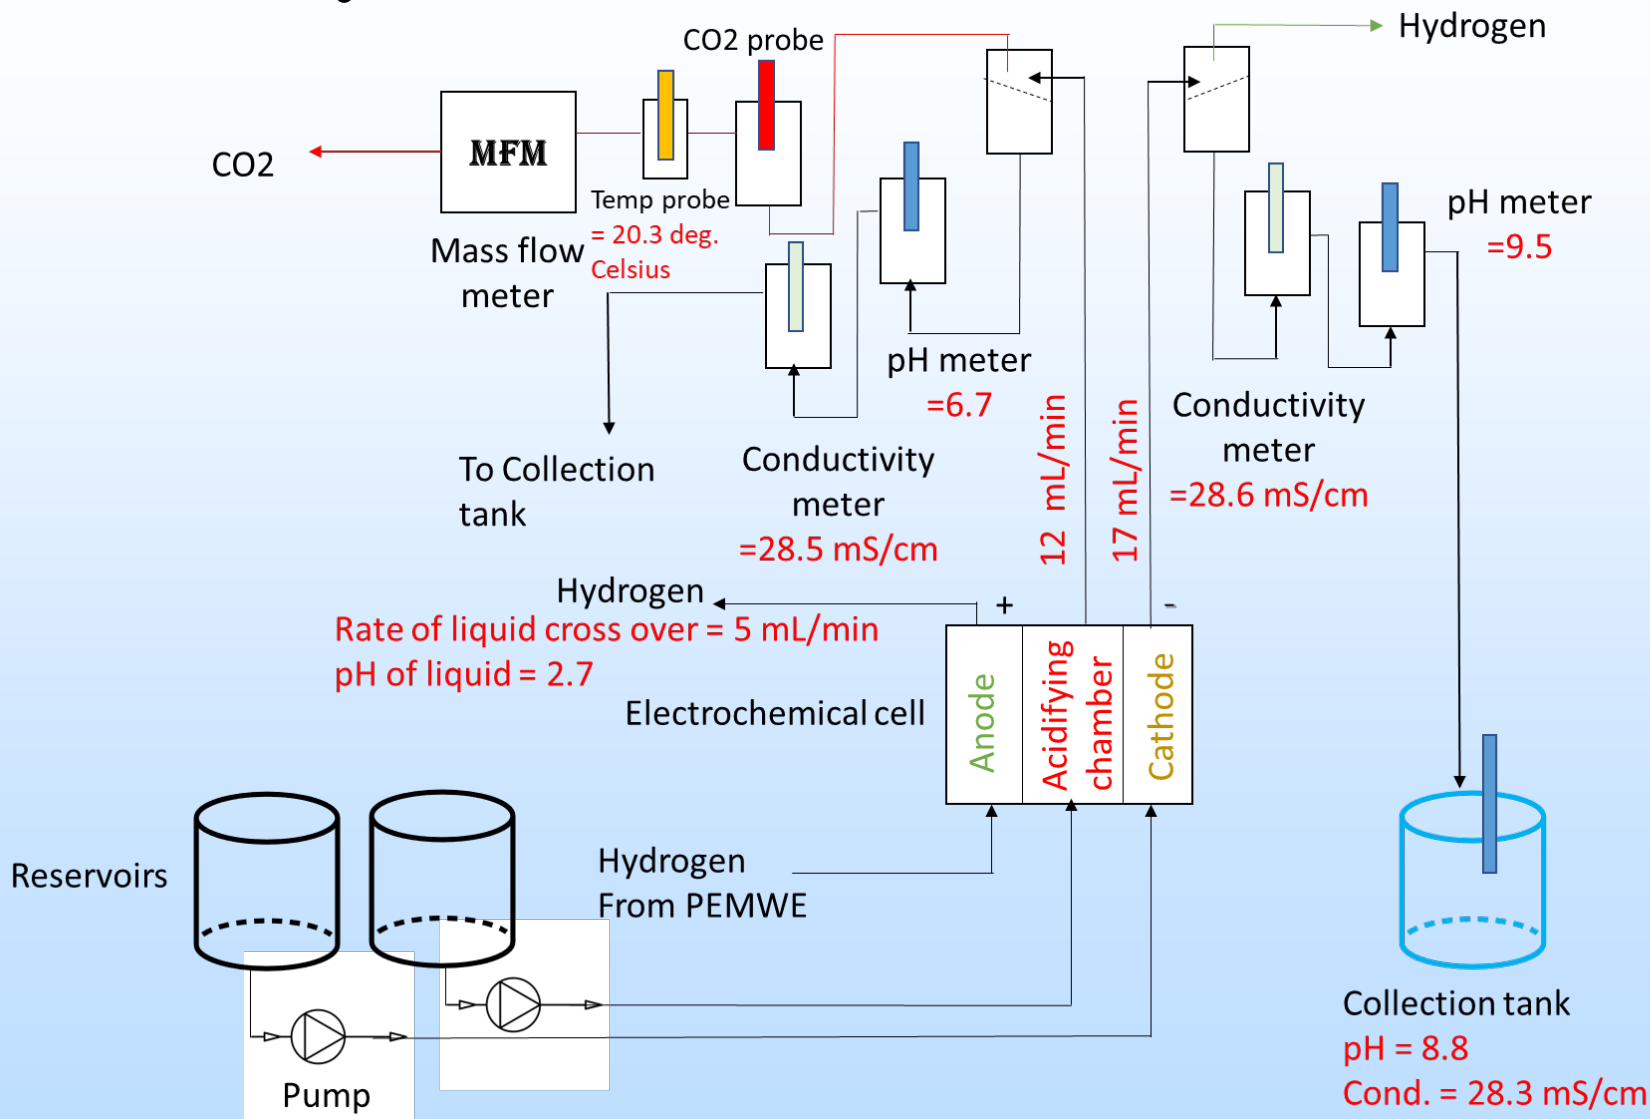 Hydrogen
CO2 probe
MFM
CO2
Temp probe
= 20.3 deg.
Celsius
Mass flow
meter
pH meter
=9.5
pH meter
=6.7
To Collection
tank
Conductivity
meter
=28.5 mS/cm
12 mL/min
17 mL/min
Conductivity
meter
=28.6 mS/cm
Hydrogen
+
-
Rate of liquid cross over = 5 mL/min
pH of liquid = 2.7
Electrochemical cell
Anode
Acidifying
chamber
Cathode
Reservoirs
Hydrogen
From PEMWE
Pump
Collection tank
pH = 8.8
Cond. = 28.3 mS/cm